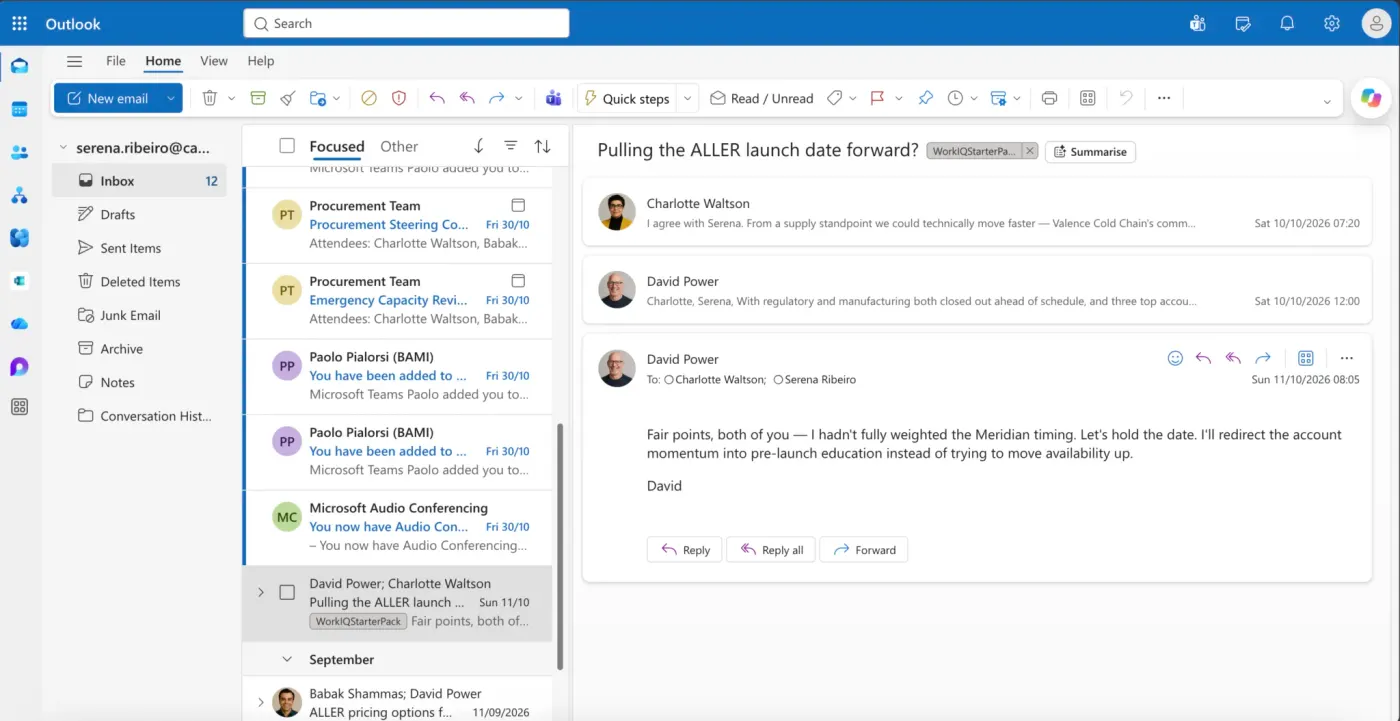 Outlook
Search
File Home View Help
New email
Quick steps
Read / Unread
serena.ribeiro@ca...
Inbox 12
Drafts
Sent Items
Deleted Items
Junk Email
Archive
Notes
Conversation Hist...
Focused Other
Microsoft Teams Paolo added you to...
PT
Procurement Team
Procurement Steering Co... Fri 30/10
Attendees: Charlotte Waltson, Babak...
PT
Procurement Team
Emergency Capacity Revi... Fri 30/10
Attendees: Charlotte Waltson, Babak...
PP
Paolo Pialorsi (BAMI)
You have been added to ... Fri 30/10
Microsoft Teams Paolo added you to...
PP
Paolo Pialorsi (BAMI)
You have been added to ... Fri 30/10
Microsoft Teams Paolo added you to...
MC
Microsoft Audio Conferencing
You now have Audio Con... Fri 30/10
– You now have Audio Conferencing...
David Power; Charlotte Waltson
Pulling the ALLER launch ... Sun 11/10
WorkIQStarterPack Fair points, both of...
September
Babak Shammas; David Power
ALLER pricing options f... 11/09/2026
Pulling the ALLER launch date forward? WorkIQStarterPa... Summarise
Charlotte Waltson
I agree with Serena. From a supply standpoint we could technically move faster — Valence Cold Chain's comm... Sat 10/10/2026 07:20
David Power
Charlotte, Serena, With regulatory and manufacturing both closed out ahead of schedule, and three top accou... Sat 10/10/2026 12:00
David Power
To: Charlotte Waltson; Serena Ribeiro Sun 11/10/2026 08:05
Fair points, both of you — I hadn't fully weighted the Meridian timing. Let's hold the date. I'll redirect the account
momentum into pre-launch education instead of trying to move availability up.
David
Reply Reply all Forward